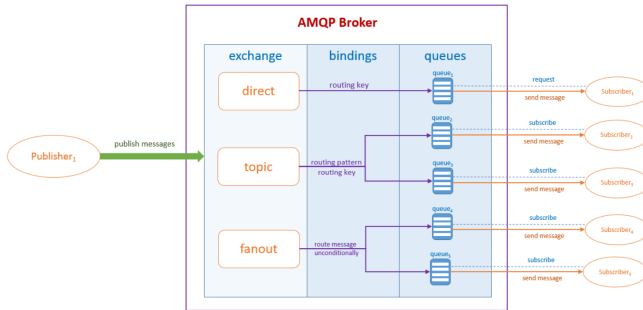 AMQP Broker
exchange
bindings
queues
direct
routing key
queue₁
request
send message
Subscriber₁
publish messages
Publisher₁
topic
routing pattern
routing key
queue₂
subscribe
send message
Subscriber₂
queue₃
subscribe
send message
Subscriber₃
fanout
route message
unconditionally
queue₄
subscribe
send message
Subscriber₄
queue₅
subscribe
send message
Subscriber₅